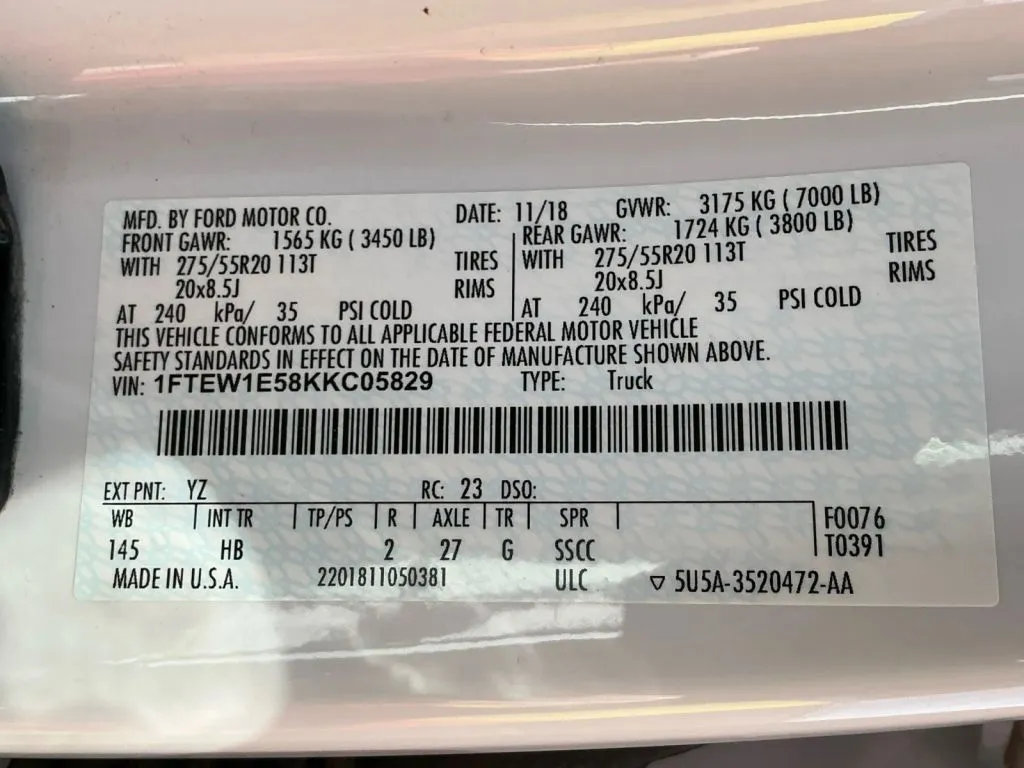 MFD. BY FORD MOTOR CO. DATE: 11/18 GVWR: 3175 KG ( 7000 LB)
FRONT GAWR: 1565 KG ( 3450 LB) REAR GAWR: 1724 KG ( 3800 LB)
WITH 275/55R20 113T TIRES WITH 275/55R20 113T TIRES
20x8.5J RIMS 20x8.5J RIMS
AT 240 kPa/ 35 PSI COLD AT 240 kPa/ 35 PSI COLD
THIS VEHICLE CONFORMS TO ALL APPLICABLE FEDERAL MOTOR VEHICLE
SAFETY STANDARDS IN EFFECT ON THE DATE OF MANUFACTURE SHOWN ABOVE.
VIN: 1FTEW1E58KKC05829 TYPE: Truck
EXT PNT: YZ RC: 23 DSO:
WB INT TR TP/PS R AXLE TR SPR F0076
145 HB 2 27 G SSCC T0391
MADE IN U.S.A. 2201811050381 ULC ▽ 5U5A-3520472-AA